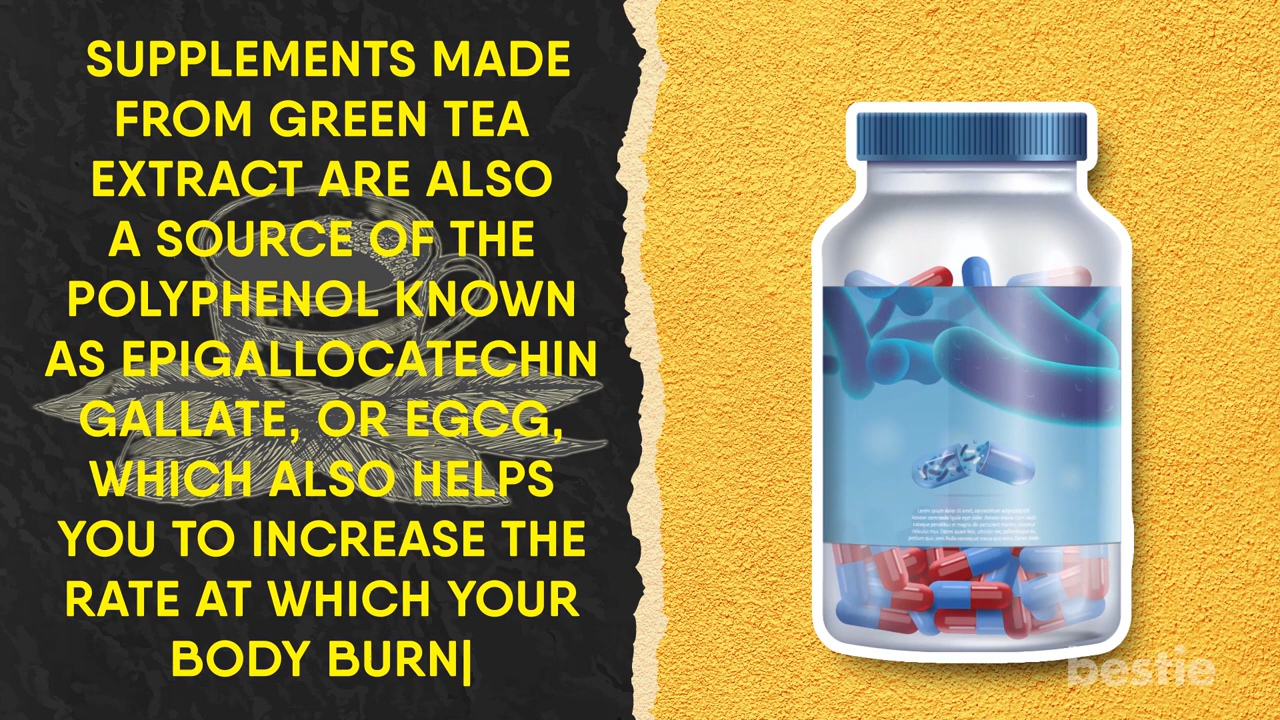 SUPPLEMENTS MADE
FROM GREEN TEA
EXTRACT ARE ALSO
A SOURCE OF THE
POLYPHENOL KNOWN
AS EPIGALLOCATECHIN
GALLATE, OR EGCG,
WHICH ALSO HELPS
YOU TO INCREASE THE
RATE AT WHICH YOUR
BODY BURN|
bestie